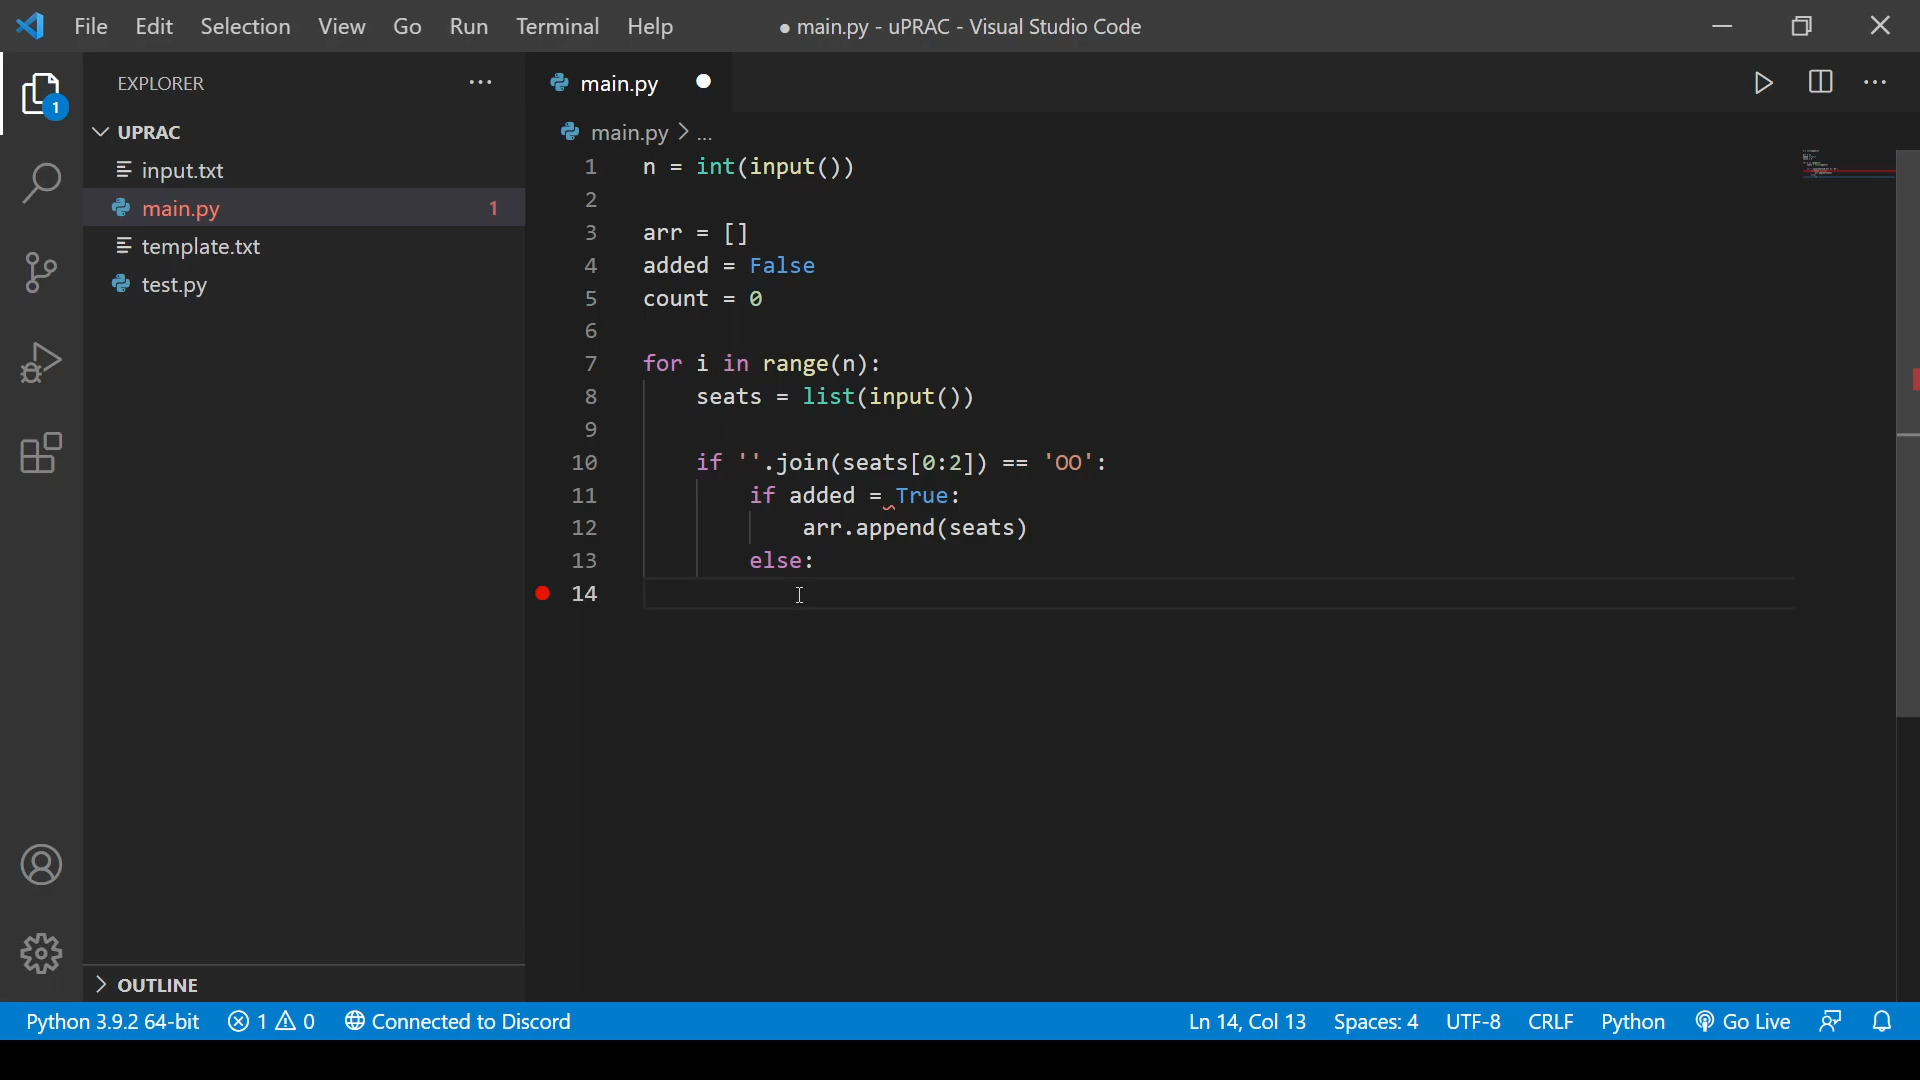 File Edit Selection View Go Run Terminal Help ● main.py - uPRAC - Visual Studio Code
EXPLORER ...
main.py
1
UPRAC
main.py > ...
input.txt
main.py 1
template.txt
test.py
1 n = int(input())
2
3 arr = []
4 added = False
5 count = 0
6
7 for i in range(n):
8 seats = list(input())
9
10 if ''.join(seats[0:2]) == 'OO':
11 if added = True:
12 arr.append(seats)
13 else:
14
OUTLINE
Python 3.9.2 64-bit 1 0 Connected to Discord Ln 14, Col 13 Spaces: 4 UTF-8 CRLF Python Go Live